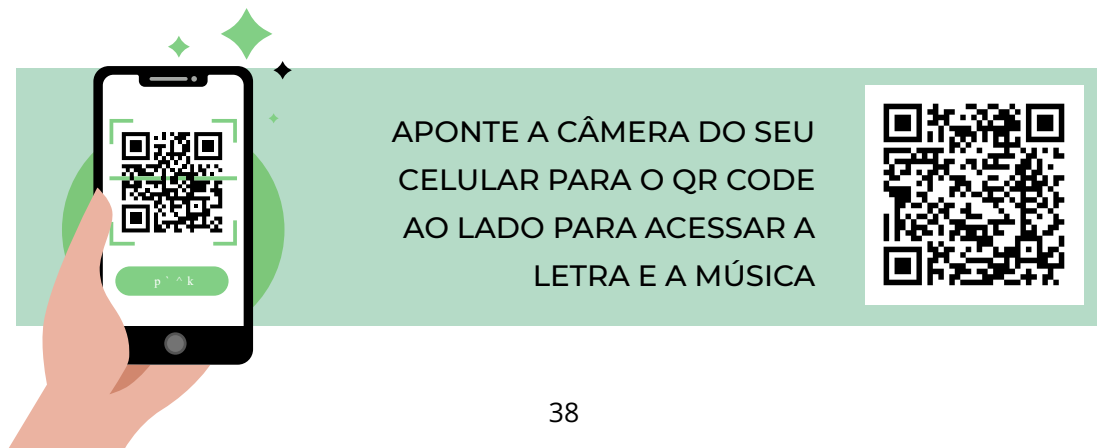 APONTE A CÂMERA DO SEU
CELULAR PARA O QR CODE
AO LADO PARA ACESSAR A
LETRA E A MÚSICA
p ` ^ k
38